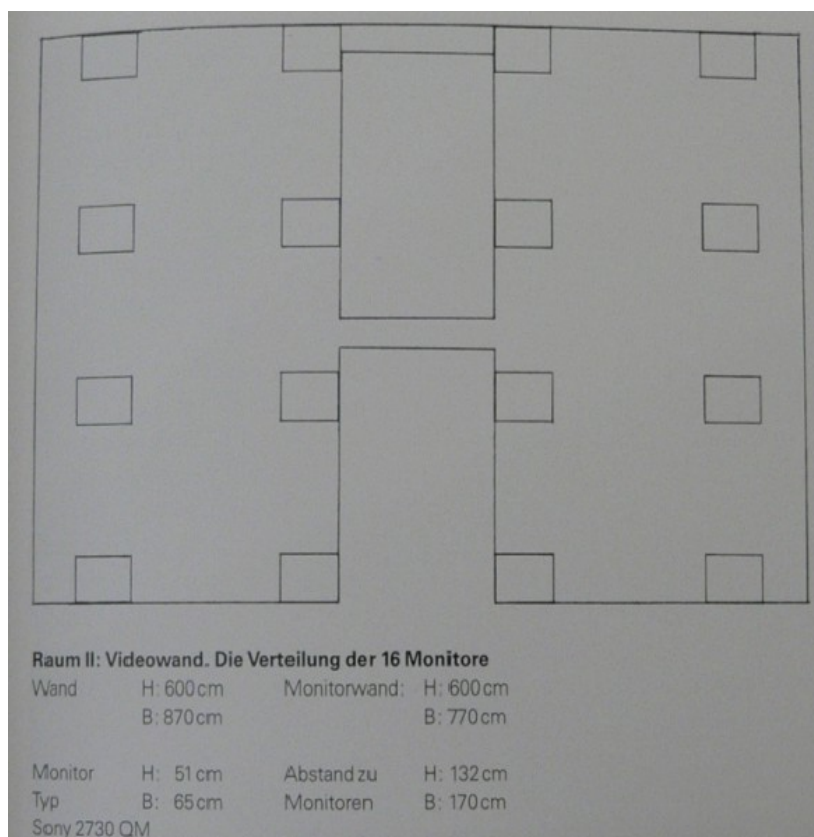 Raum II: Videowand. Die Verteilung der 16 Monitore
Wand H: 600 cm Monitorwand: H: 600 cm
B: 870 cm B: 770 cm
Monitor H: 51 cm Abstand zu H: 132 cm
Typ B: 65 cm Monitoren B: 170 cm
Sony 2730 QM